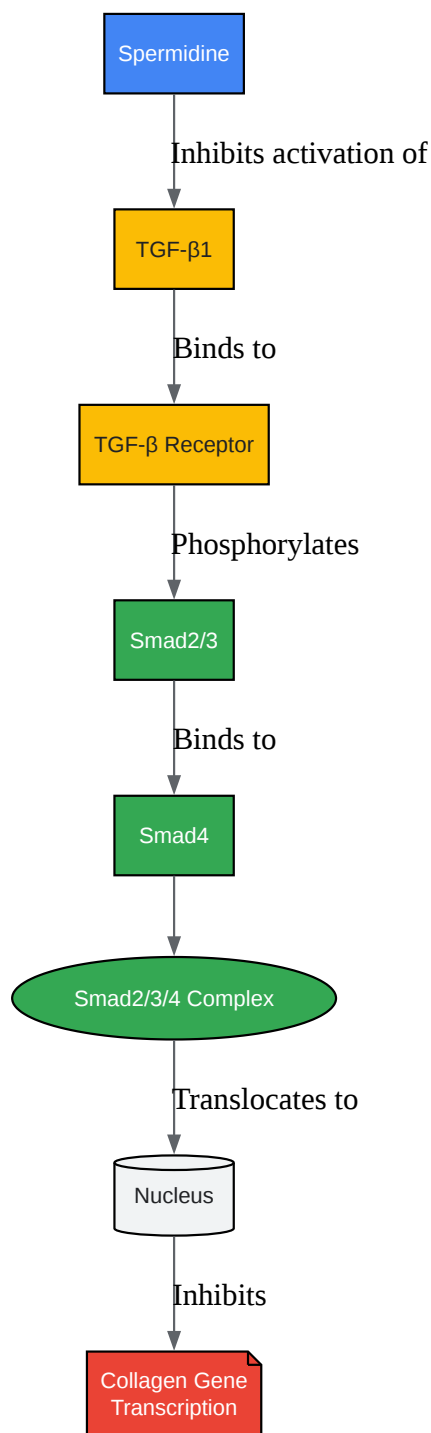 Spermidine
Inhibits activation of
TGF-β1
Binds to
TGF-β Receptor
Phosphorylates
Smad2/3
Binds to
Smad4
Smad2/3/4 Complex
Translocates to
Nucleus
Inhibits
Collagen Gene
Transcription